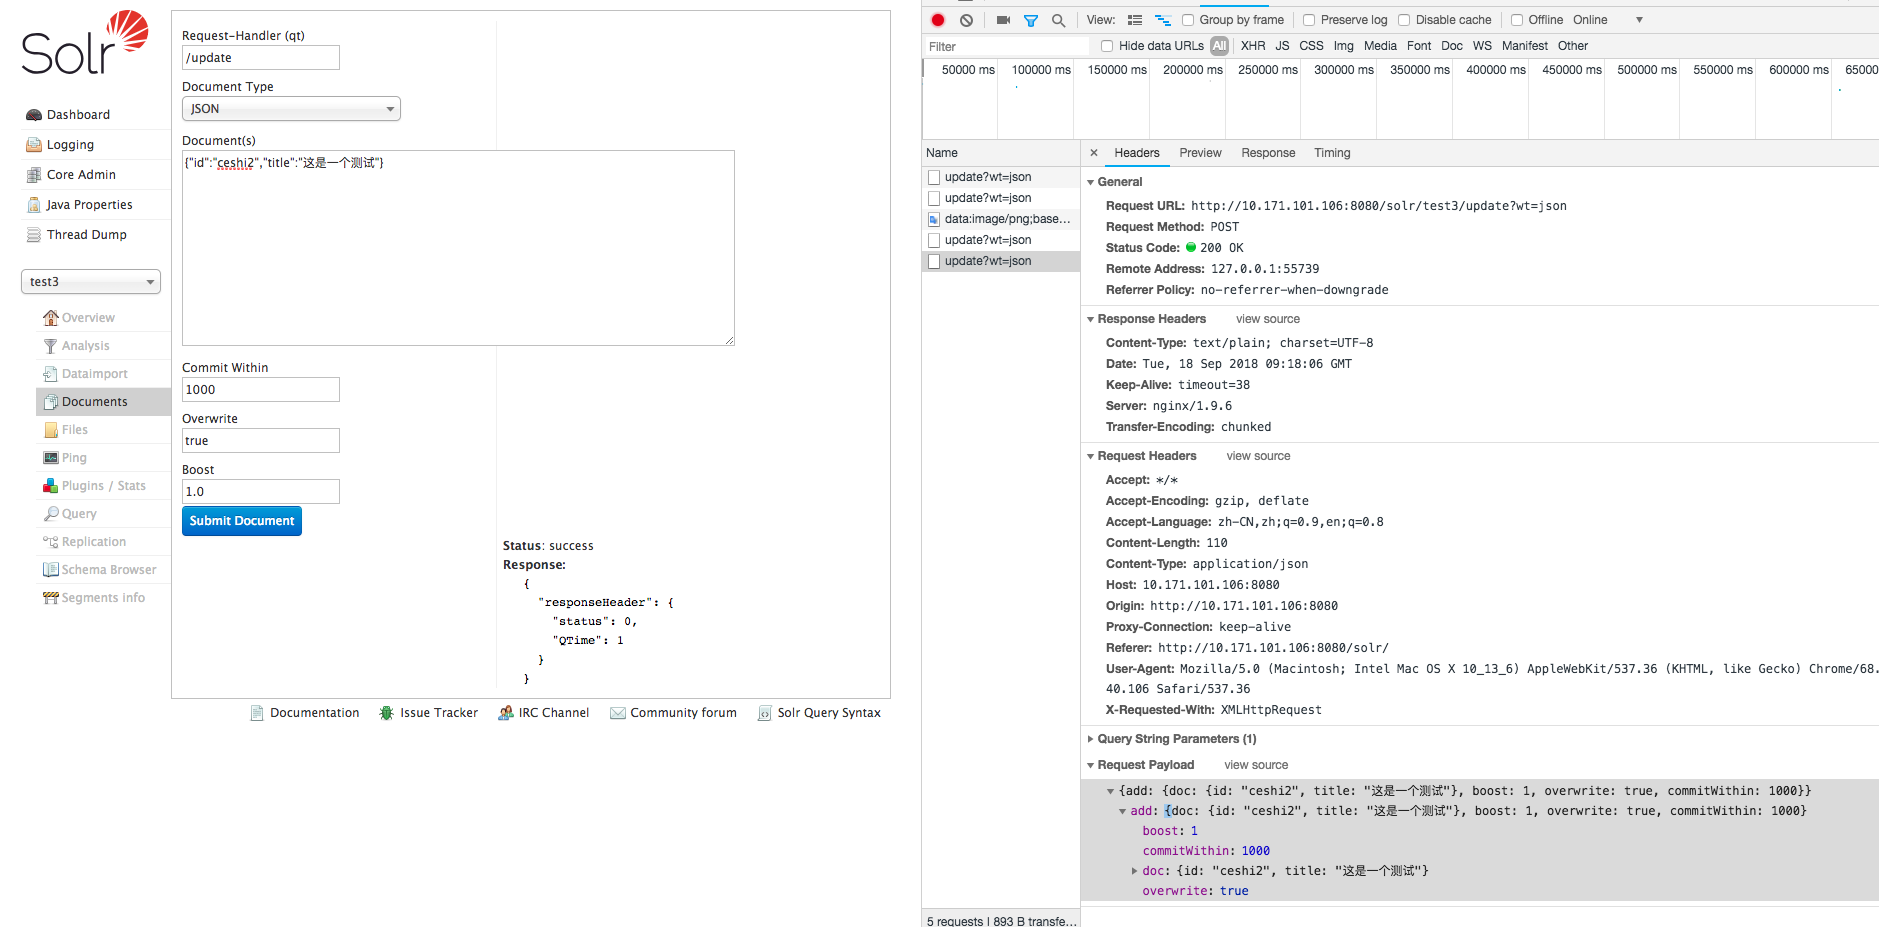 Solr
Dashboard
Logging
Core Admin
Java Properties
Thread Dump
test3
Overview
Analysis
Dataimport
Documents
Files
Ping
Plugins / Stats
Query
Replication
Schema Browser
Segments info
Request-Handler (qt)
/update
Document Type
JSON
Document(s)
{"id":"ceshi2","title":"这是一个测试"}
Commit Within
1000
Overwrite
true
Boost
1.0
Submit Document
Status: success
Response:
{
"responseHeader": {
"status": 0,
"QTime": 1
}
}
Documentation Issue Tracker IRC Channel Community forum Solr Query Syntax
View: Group by frame Preserve log Disable cache Offline Online
Filter Hide data URLs All XHR JS CSS Img Media Font Doc WS Manifest Other
50000 ms 100000 ms 150000 ms 200000 ms 250000 ms 300000 ms 350000 ms 400000 ms 450000 ms 500000 ms 550000 ms 600000 ms 65000
Name
update?wt=json
update?wt=json
data:image/png;base...
update?wt=json
update?wt=json
5 requests | 893 B transfe...
× Headers Preview Response Timing
General
Request URL: http://10.171.101.106:8080/solr/test3/update?wt=json
Request Method: POST
Status Code: 200 OK
Remote Address: 127.0.0.1:55739
Referrer Policy: no-referrer-when-downgrade
Response Headers view source
Content-Type: text/plain; charset=UTF-8
Date: Tue, 18 Sep 2018 09:18:06 GMT
Keep-Alive: timeout=38
Server: nginx/1.9.6
Transfer-Encoding: chunked
Request Headers view source
Accept: */*
Accept-Encoding: gzip, deflate
Accept-Language: zh-CN,zh;q=0.9,en;q=0.8
Content-Length: 110
Content-Type: application/json
Host: 10.171.101.106:8080
Origin: http://10.171.101.106:8080
Proxy-Connection: keep-alive
Referer: http://10.171.101.106:8080/solr/
User-Agent: Mozilla/5.0 (Macintosh; Intel Mac OS X 10_13_6) AppleWebKit/537.36 (KHTML, like Gecko) Chrome/68.
40.106 Safari/537.36
X-Requested-With: XMLHttpRequest
Query String Parameters (1)
Request Payload view source
{add: {doc: {id: "ceshi2", title: "这是一个测试"}, boost: 1, overwrite: true, commitWithin: 1000}}
add: {doc: {id: "ceshi2", title: "这是一个测试"}, boost: 1, overwrite: true, commitWithin: 1000}
boost: 1
commitWithin: 1000
doc: {id: "ceshi2", title: "这是一个测试"}
overwrite: true